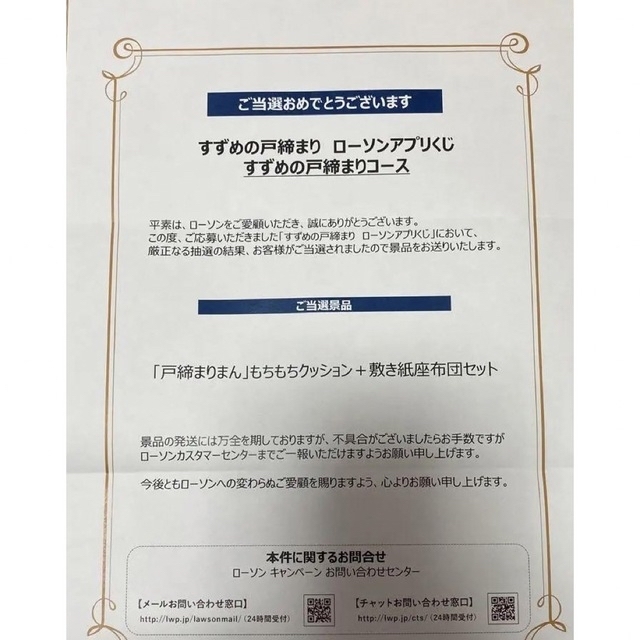 ご当選おめでとうございます
すずめの戸締まり ローソンアプリくじ
すずめの戸締まりコース
平素は、ローソンをご愛顧いただき、誠にありがとうございます。
この度、ご応募いただきました「すずめの戸締まり ローソンアプリくじ」において、
厳正なる抽選の結果、お客様がご当選されましたので景品をお送りいたします。
ご当選景品
「戸締まりまん」もちもちクッション＋敷き紙座布団セット
景品の発送には万全を期しておりますが、不具合がございましたらお手数ですが
ローソンカスタマーセンターまでご一報いただけますようお願い申し上げます。
今後ともローソンへの変わらぬご愛顧を賜りますよう、心よりお願い申し上げます。
本件に関するお問合せ
ローソン キャンペーン お問い合わせセンター
【メールお問い合わせ窓口】
http://lwp.jp/lawsonmail/（24時間受付）
【チャットお問い合わせ窓口】
http://lwp.jp/cts/（24時間受付）